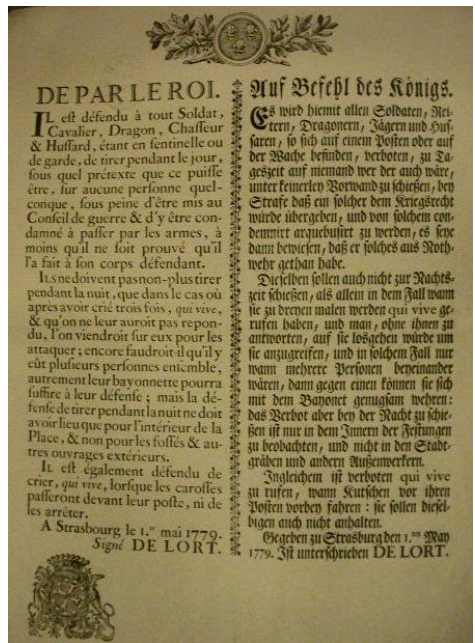 DE PAR LE ROI.
IL est défendu à tout Soldat,
Cavalier, Dragon, Chasseur
& Hussard, étant en sentinelle ou
de garde, de tirer pendant le jour,
sous quel prétexte que ce puisse
être, sur aucune personne quel-
conque, sous peine d'être mis au
Conseil de guerre & d'y être con-
damné à passer par les armes, à
moins qu'il ne soit prouvé qu'il
l'a fait à son corps défendant.
ILS ne doivent pas non-plus tirer
pendant la nuit, que dans le cas où
après avoir crié trois fois, qui vive,
& qu'on ne leur auroit pas repon-
du, l'on viendroit sur eux pour les
attaquer; encore faudroit-il qu'il y
eût plusieurs personnes ensemble,
autrement leur bayonnette pourra
suffire à leur défense; mais la dé-
fense de tirer pendant la nuit ne doit
avoir lieu que pour l'intérieur de la
Place, & non pour les fossés & au-
tres ouvrages extérieurs.
IL est également défendu de
crier, qui vive, lorsque les carosses
passeront devant leur poste, ni de
les arrêter.
A Strasbourg le 1.er mai 1779.
Signé DE LORT.
Auf Befehl des Königs.
Es wird hiemit allen Soldaten, Rei-
tern, Dragonern, Jägern und Hus-
saren, so sich auf einem Posten oder auf
der Wache befinden, verboten, zu Ta-
geszeit auf niemand wer der auch wäre,
unter keinerley Vorwand zu schießen, bey
Strafe daß ein solcher dem Kriegsrecht
würde übergeben, und von solchem con-
demnirt arquebusirt zu werden, es seye
dann bewiesen, daß er solches aus Noth-
wehr gethan habe.
Dieselben sollen auch nicht zur Nachts-
zeit schießen, als allein in dem Fall wann
sie zu dreyen malen werden qui vive ge-
rufen haben, und man, ohne ihnen zu
antworten, auf sie losgehen würde um
sie anzugreifen, und in solchem Fall nur
wann mehrere Personen beyeinander
wären, dann gegen einen können sie sich
mit dem Bayonet genugsam wehren:
das Verbot aber bey der Nacht zu schie-
ßen ist nur in dem Innern der Festungen
zu beobachten, und nicht in den Stadt-
gräben und andern Außenwerkern.
Ingleichem ist verboten qui vive
zu rufen, wann Kutschen vor ihren
Posten vorbey fahren: sie sollen diesel-
bigen auch nicht anhalten.
Gegeben zu Strasburg den 1.ten May
1779. Ist unterschrieben DE LORT.